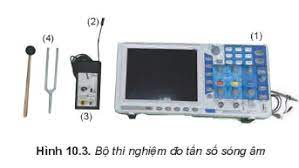 (2)
(1)
(4)
(3)
Hình 10.3. Bộ thí nghiệm đo tần số sóng âm